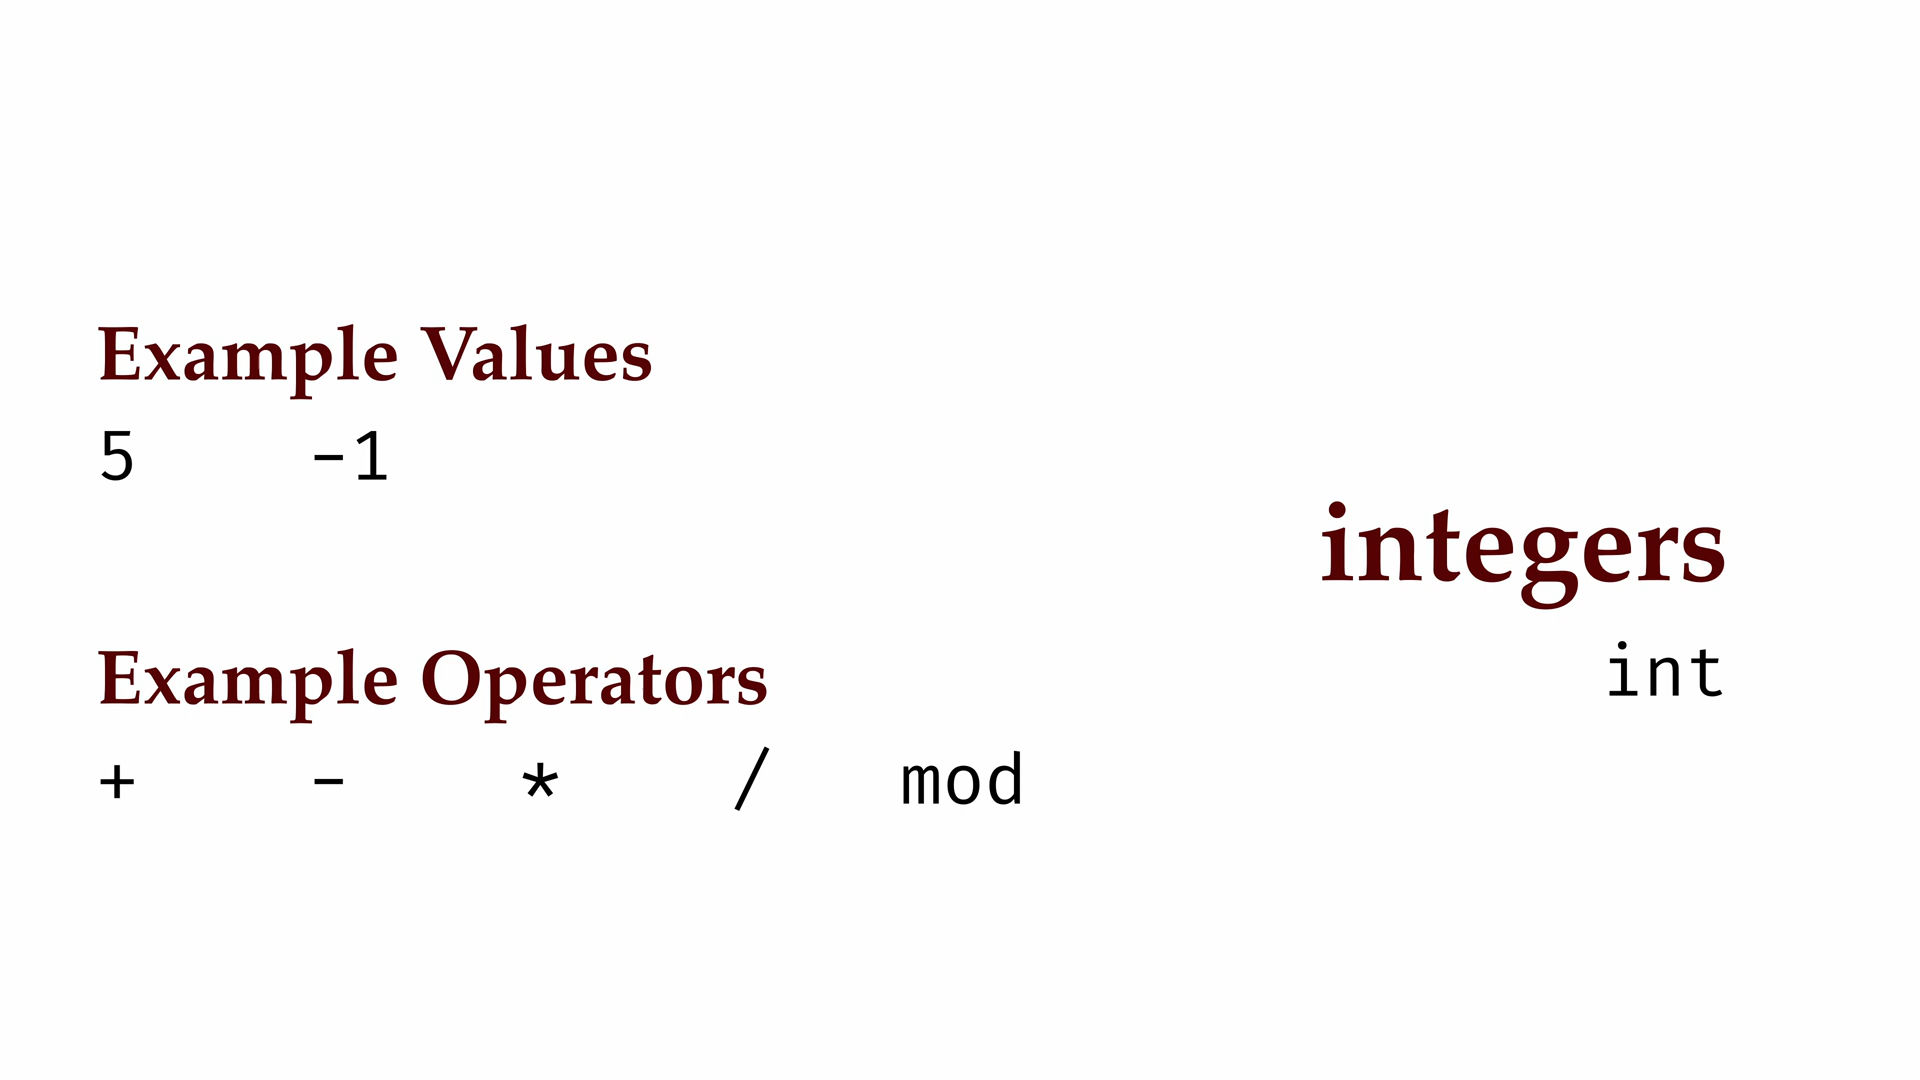 Example Values
5 -1
Example Operators
+ - * / mod
integers
int